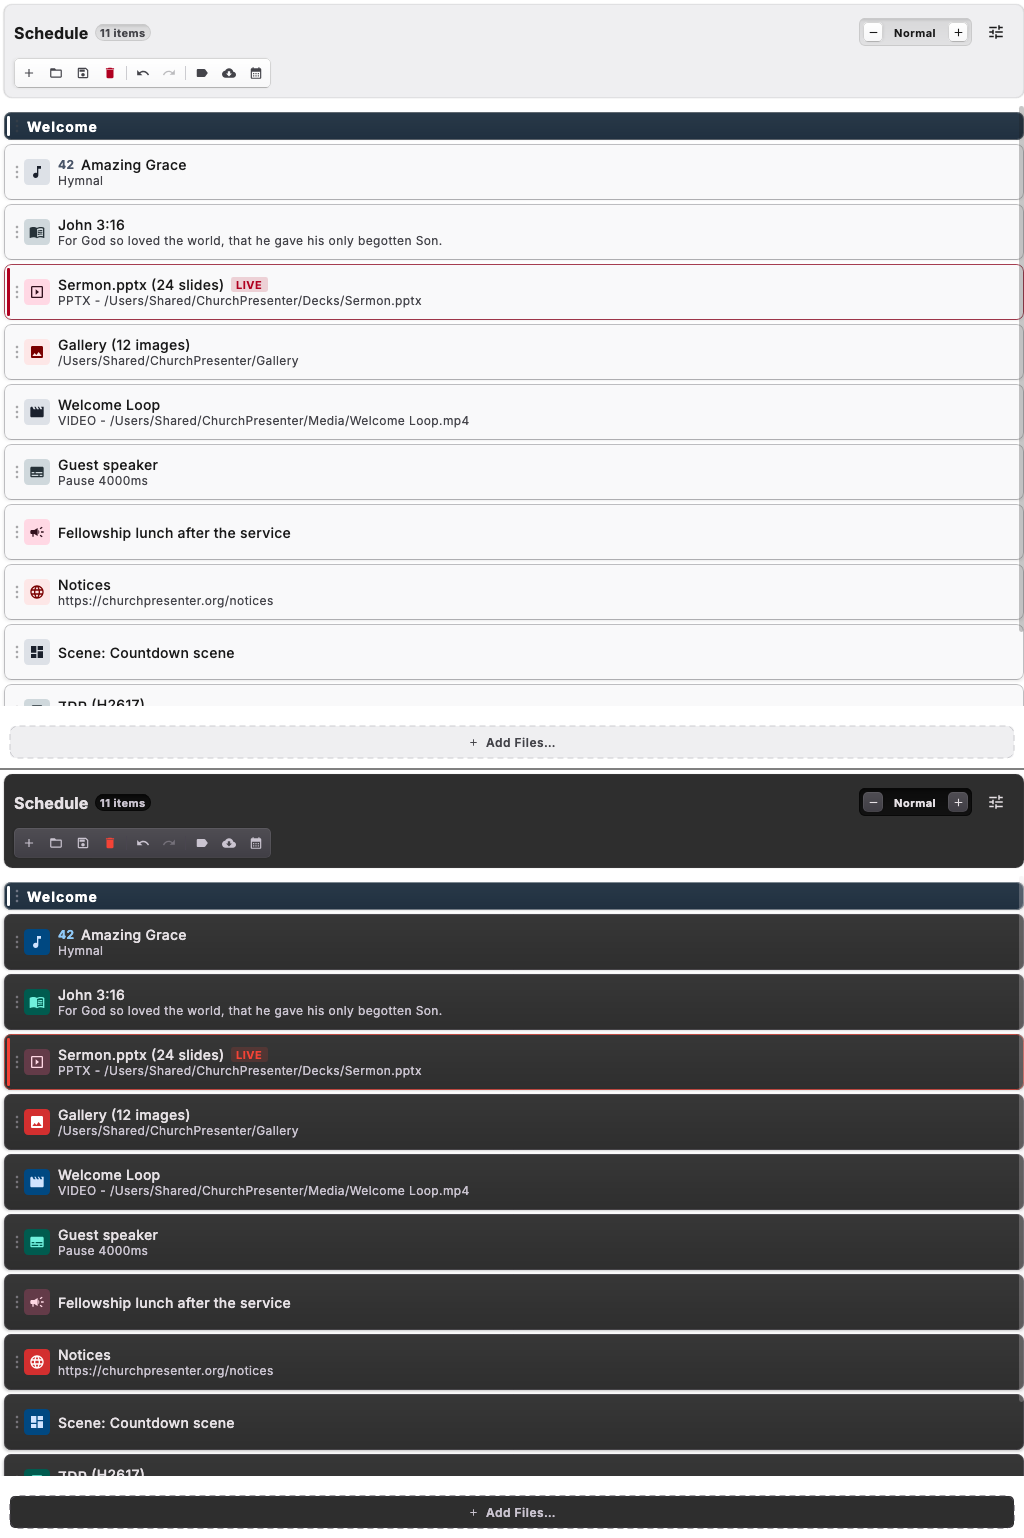 Schedule 11 items
Normal
Welcome
42 Amazing Grace
Hymnal
John 3:16
For God so loved the world, that he gave his only begotten Son.
Sermon.pptx (24 slides) LIVE
PPTX - /Users/Shared/ChurchPresenter/Decks/Sermon.pptx
Gallery (12 images)
/Users/Shared/ChurchPresenter/Gallery
Welcome Loop
VIDEO - /Users/Shared/ChurchPresenter/Media/Welcome Loop.mp4
Guest speaker
Pause 4000ms
Fellowship lunch after the service
Notices
https://churchpresenter.org/notices
Scene: Countdown scene
(H2617)
+ Add Files...
Schedule 11 items
Normal
Welcome
42 Amazing Grace
Hymnal
John 3:16
For God so loved the world, that he gave his only begotten Son.
Sermon.pptx (24 slides) LIVE
PPTX - /Users/Shared/ChurchPresenter/Decks/Sermon.pptx
Gallery (12 images)
/Users/Shared/ChurchPresenter/Gallery
Welcome Loop
VIDEO - /Users/Shared/ChurchPresenter/Media/Welcome Loop.mp4
Guest speaker
Pause 4000ms
Fellowship lunch after the service
Notices
https://churchpresenter.org/notices
Scene: Countdown scene
(H2617)
+ Add Files...